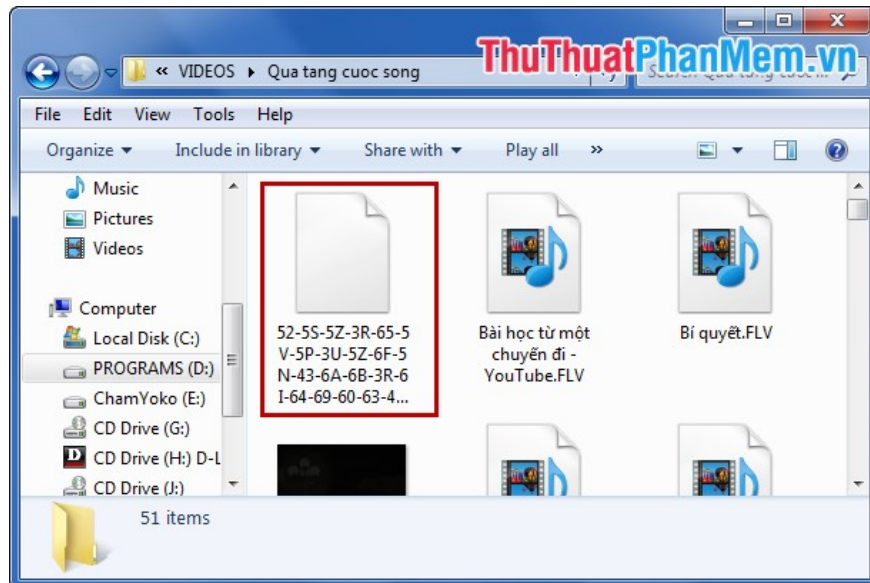 ThuThuatPhanMem.vn
« VIDEOS ▸ Qua tang cuoc song
File Edit View Tools Help
Organize Include in library Share with Play all »
Music
Pictures
Videos
Computer
Local Disk (C:)
PROGRAMS (D:)
ChamYoko (E:)
CD Drive (G:)
CD Drive (H:) D-L
CD Drive (J:)
52-5S-5Z-3R-65-5
V-5P-3U-5Z-6F-5
N-43-6A-6B-3R-6
I-64-69-60-63-4...
Bài học từ một
chuyến đi -
YouTube.FLV
Bí quyết.FLV
51 items